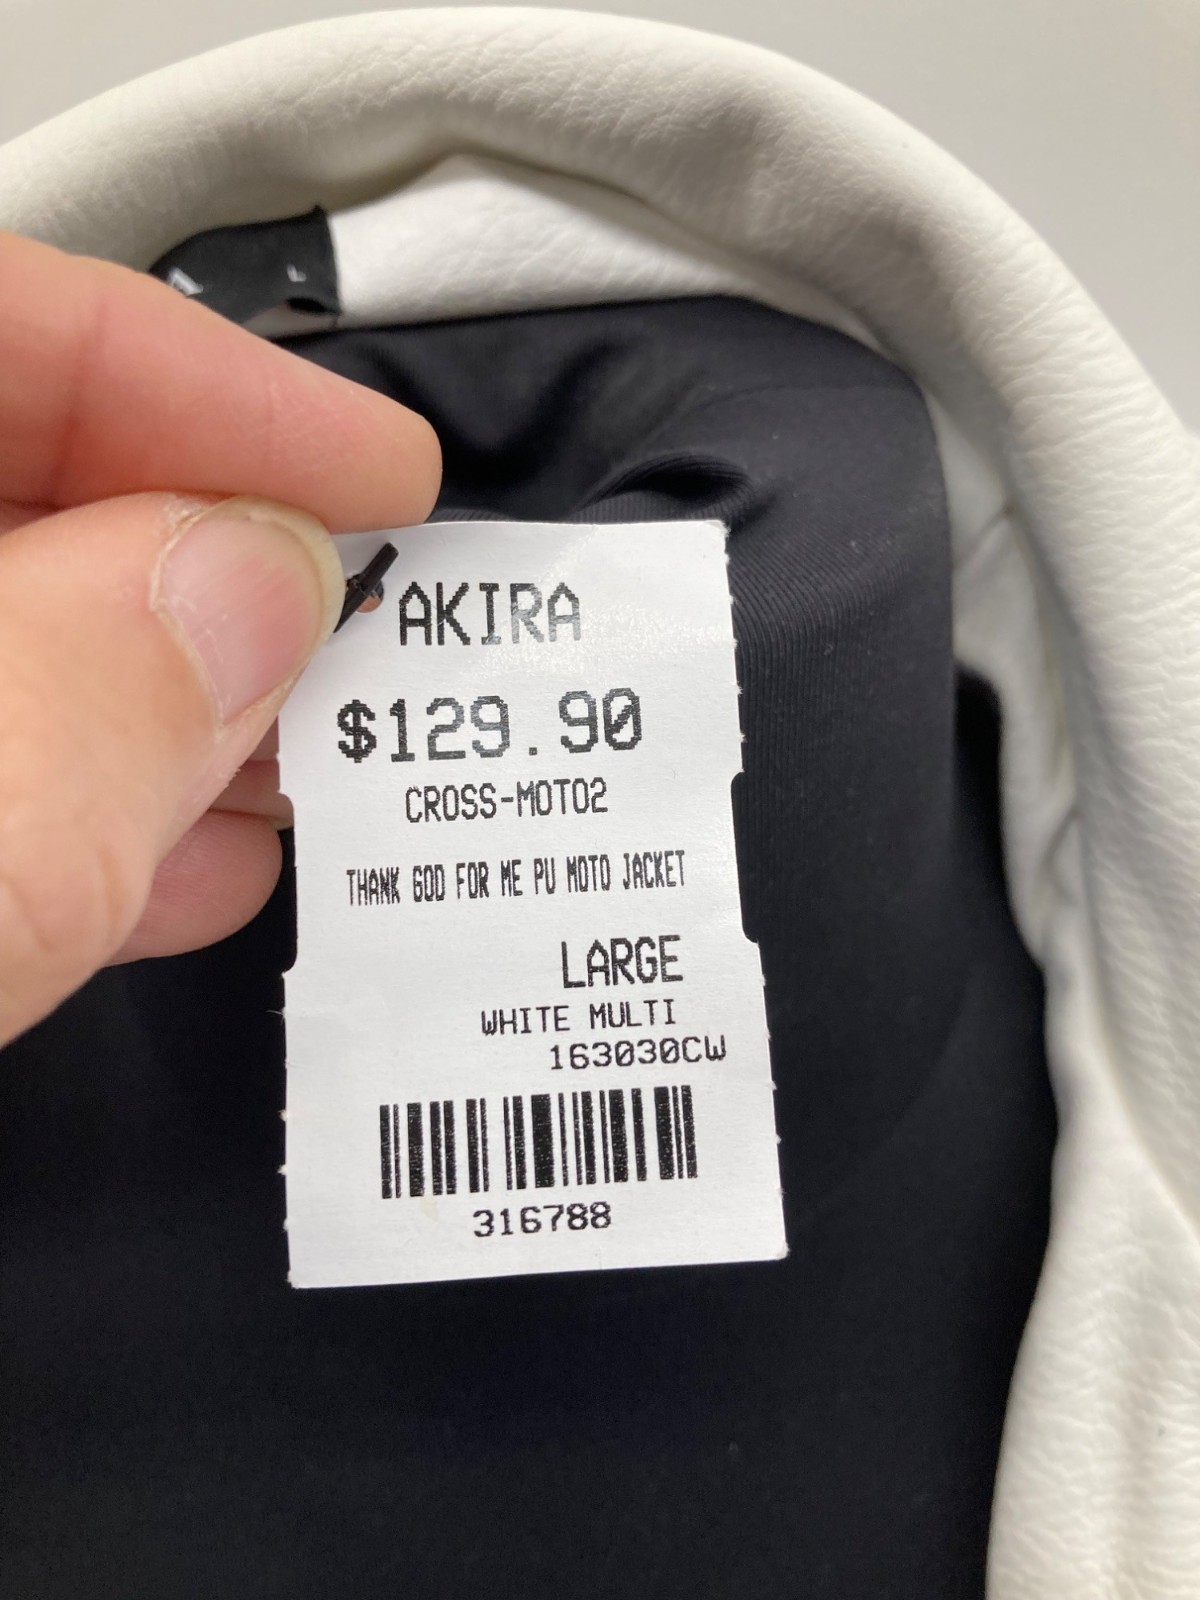 A
L
AKIRA
$129.90
CROSS-MOTO2
THANK GOD FOR ME PU MOTO JACKET
LARGE
WHITE MULTI
163030CW
316788